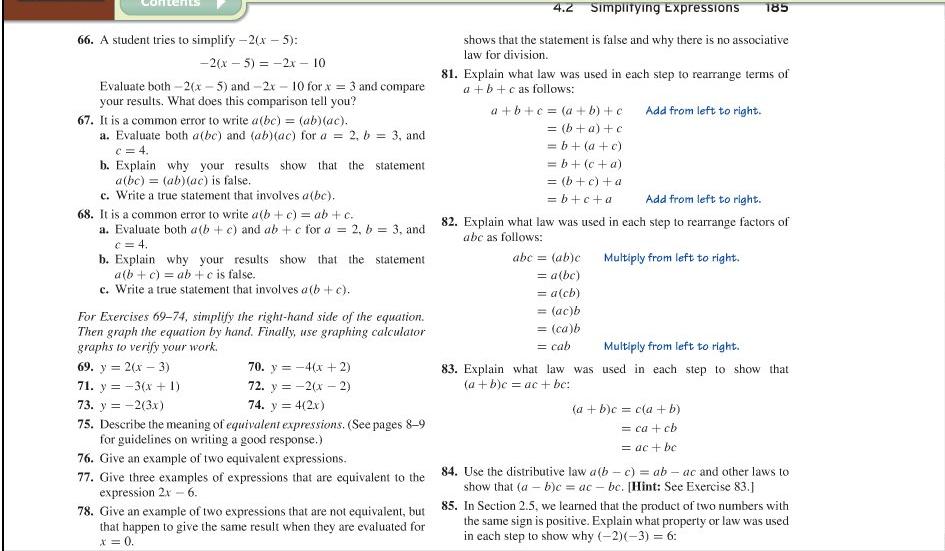 Contents
4.2 Simplifying Expressions 185
66. A student tries to simplify −2(x − 5):
−2(x − 5) = −2x − 10
Evaluate both −2(x − 5) and −2x − 10 for x = 3 and compare
your results. What does this comparison tell you?
67. It is a common error to write a(bc) = (ab)(ac).
a. Evaluate both a(bc) and (ab)(ac) for a = 2, b = 3, and
c = 4.
b. Explain why your results show that the statement
a(bc) = (ab)(ac) is false.
c. Write a true statement that involves a(bc).
68. It is a common error to write a(b + c) = ab + c.
a. Evaluate both a(b + c) and ab + c for a = 2, b = 3, and
c = 4.
b. Explain why your results show that the statement
a(b + c) = ab + c is false.
c. Write a true statement that involves a(b + c).
For Exercises 69–74, simplify the right-hand side of the equation.
Then graph the equation by hand. Finally, use graphing calculator
graphs to verify your work.
69. y = 2(x − 3) 70. y = −4(x + 2)
71. y = −3(x + 1) 72. y = −2(x − 2)
73. y = −2(3x) 74. y = 4(2x)
75. Describe the meaning of equivalent expressions. (See pages 8–9
for guidelines on writing a good response.)
76. Give an example of two equivalent expressions.
77. Give three examples of expressions that are equivalent to the
expression 2x − 6.
78. Give an example of two expressions that are not equivalent, but
that happen to give the same result when they are evaluated for
x = 0.
shows that the statement is false and why there is no associative
law for division.
81. Explain what law was used in each step to rearrange terms of
a + b + c as follows:
a + b + c = (a + b) + c Add from left to right.
= (b + a) + c
= b + (a + c)
= b + (c + a)
= (b + c) + a
= b + c + a Add from left to right.
82. Explain what law was used in each step to rearrange factors of
abc as follows:
abc = (ab)c Multiply from left to right.
= a(bc)
= a(cb)
= (ac)b
= (ca)b
= cab Multiply from left to right.
83. Explain what law was used in each step to show that
(a + b)c = ac + bc:
(a + b)c = c(a + b)
= ca + cb
= ac + bc
84. Use the distributive law a(b − c) = ab − ac and other laws to
show that (a − b)c = ac − bc. [Hint: See Exercise 83.]
85. In Section 2.5, we learned that the product of two numbers with
the same sign is positive. Explain what property or law was used
in each step to show why (−2)(−3) = 6: